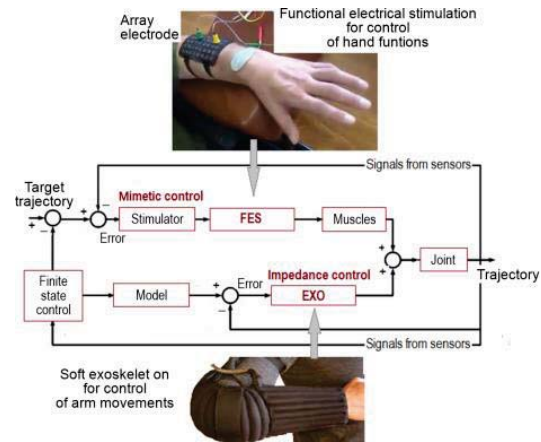 Array
electrode
Functional electrical stimulation
for control
of hand funtions
Signals from sensors
Target
trajectory
Mimetic control
+
−
+
−
+
−
Error
Stimulator
FES
Muscles
+
+
Joint
Trajectory
Finite
state
control
Model
+
−
Error
Impedance control
EXO
Signals from sensors
Soft exoskelet on
for control
of arm movements